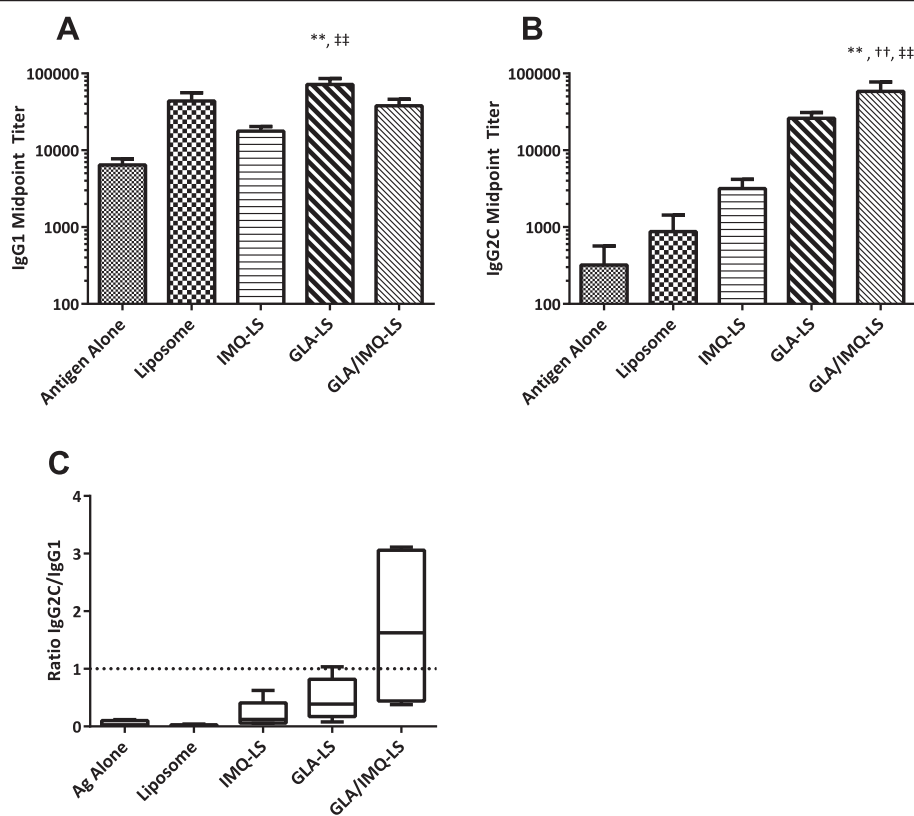 A
**, ‡‡
IgG1 Midpoint Titer
100000
10000
1000
100
Antigen Alone
Liposome
IMQ-LS
GLA-LS
GLA/IMQ-LS
B
** , ††, ‡‡
IgG2C Midpoint Titer
100000
10000
1000
100
Antigen Alone
Liposome
IMQ-LS
GLA-LS
GLA/IMQ-LS
C
Ratio IgG2C/IgG1
4
3
2
1
0
Ag Alone
Liposome
IMQ-LS
GLA-LS
GLA/IMQ-LS